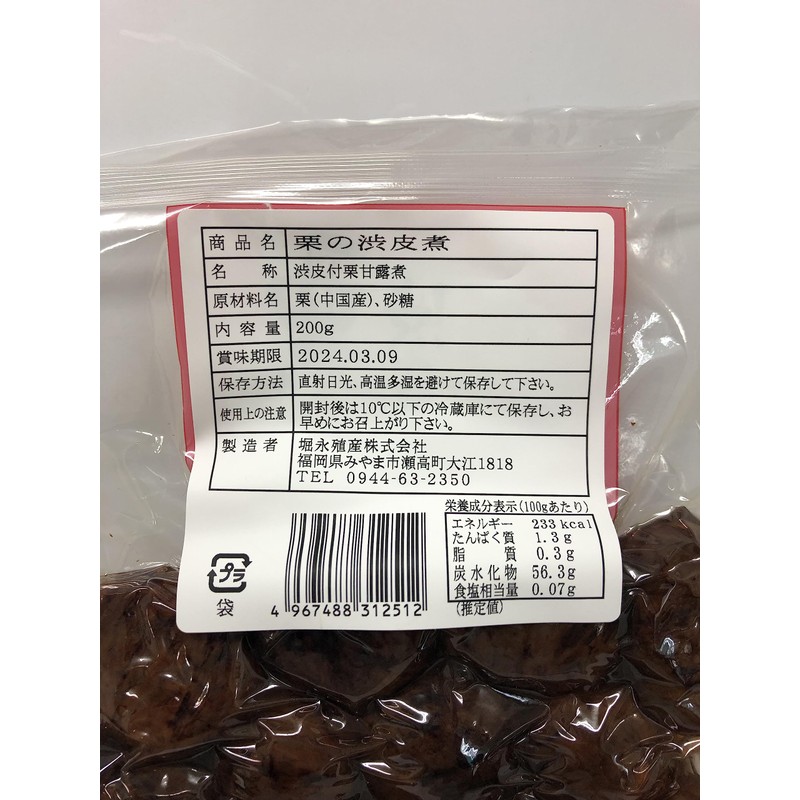 商品名 栗の渋皮煮
名称 渋皮付栗甘露煮
原材料名 栗(中国産)、砂糖
内容量 200g
賞味期限 2024.03.09
保存方法 直射日光、高温多湿を避けて保存して下さい。
使用上の注意 開封後は10℃以下の冷蔵庫にて保存し、お
早めにお召上がり下さい。
製造者 堀永殖産株式会社
福岡県みやま市瀬高町大江1818
TEL 0944-63-2350
栄養成分表示(100gあたり)
エネルギー 233kcal
たんぱく質 1.3g
脂質 0.3g
炭水化物 56.3g
食塩相当量 0.07g
(推定値)
プラ
袋
4 967488 312512